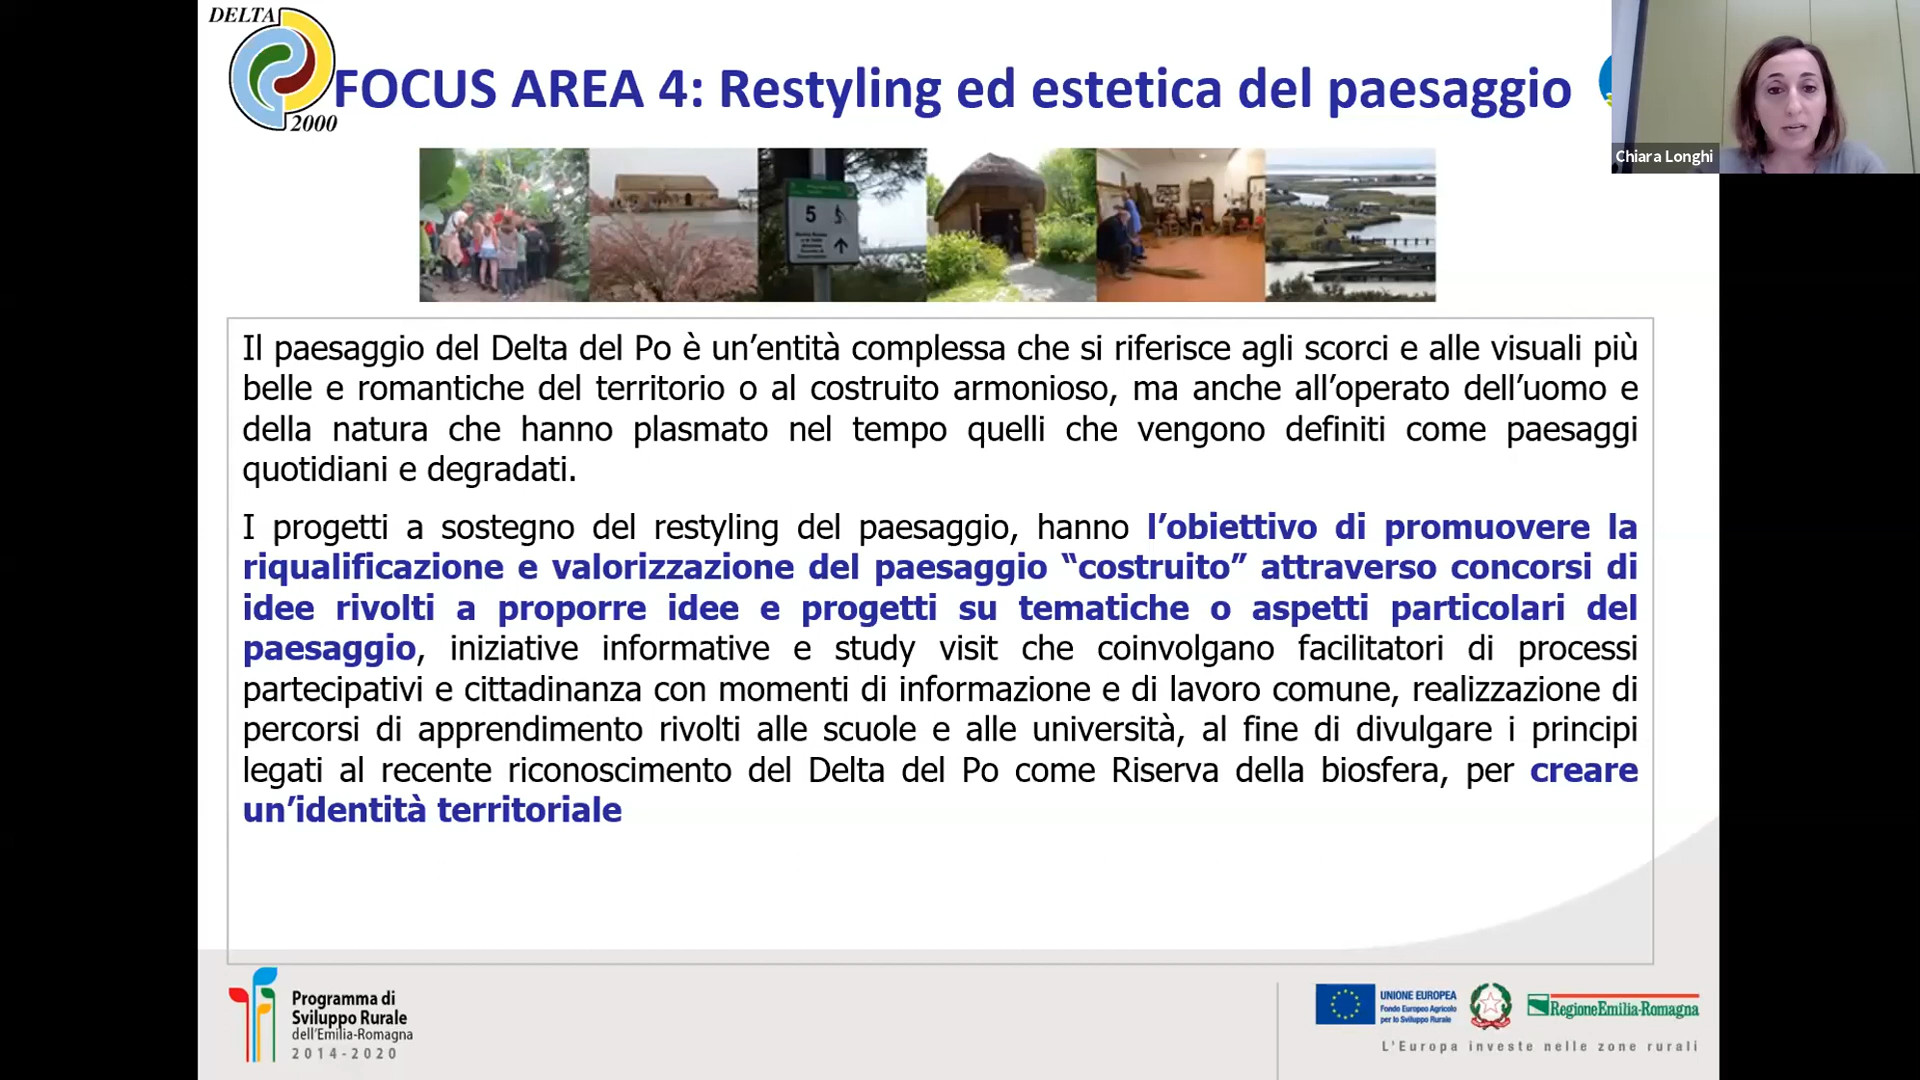 DELTA
2000
FOCUS AREA 4: Restyling ed estetica del paesaggio
Chiara Longhi
5
Il paesaggio del Delta del Po è un’entità complessa che si riferisce agli scorci e alle visuali più
belle e romantiche del territorio o al costruito armonioso, ma anche all’operato dell’uomo e
della natura che hanno plasmato nel tempo quelli che vengono definiti come paesaggi
quotidiani e degradati.
I progetti a sostegno del restyling del paesaggio, hanno l’obiettivo di promuovere la
riqualificazione e valorizzazione del paesaggio “costruito” attraverso concorsi di
idee rivolti a proporre idee e progetti su tematiche o aspetti particolari del
paesaggio, iniziative informative e study visit che coinvolgano facilitatori di processi
partecipativi e cittadinanza con momenti di informazione e di lavoro comune, realizzazione di
percorsi di apprendimento rivolti alle scuole e alle università, al fine di divulgare i principi
legati al recente riconoscimento del Delta del Po come Riserva della biosfera, per creare
un’identità territoriale
Programma di
Sviluppo Rurale
dell'Emilia-Romagna
2014-2020
UNIONE EUROPEA
Fondo Europeo Agricolo
per lo Sviluppo Rurale
RegioneEmilia-Romagna
L'Europa investe nelle zone rurali